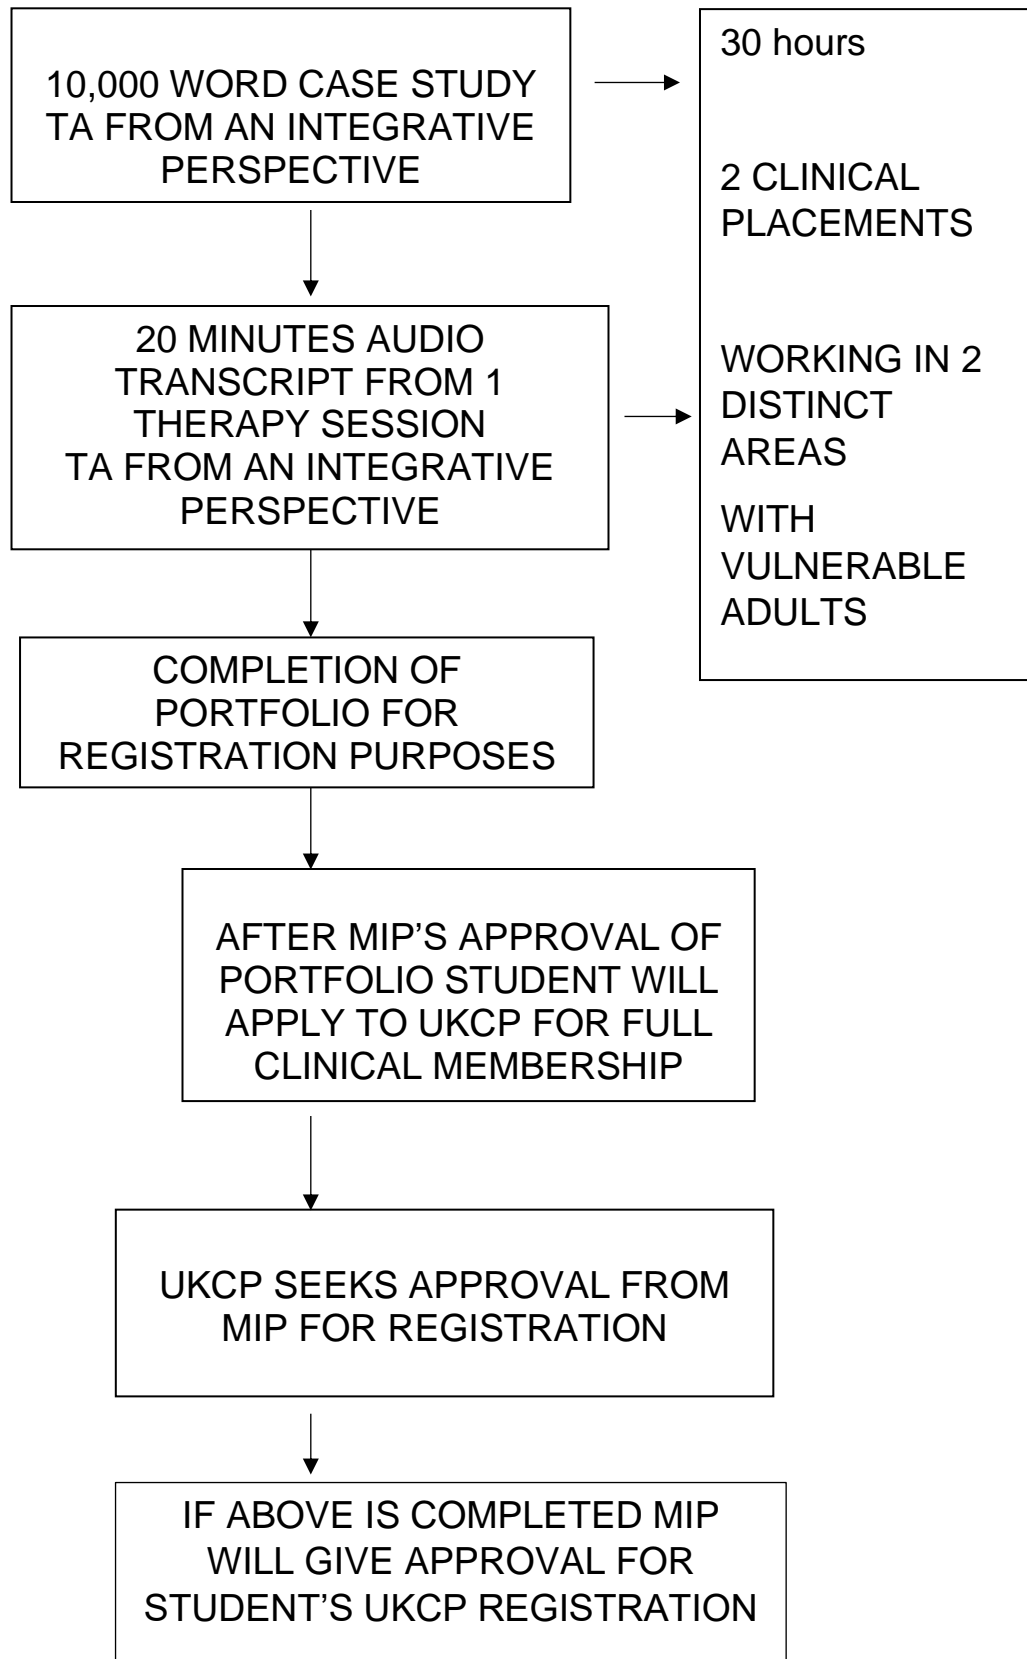 10,000 WORD CASE STUDY
TA FROM AN INTEGRATIVE
PERSPECTIVE
30 hours
2 CLINICAL
PLACEMENTS
WORKING IN 2
DISTINCT
AREAS
WITH
VULNERABLE
ADULTS
20 MINUTES AUDIO
TRANSCRIPT FROM 1
THERAPY SESSION
TA FROM AN INTEGRATIVE
PERSPECTIVE
COMPLETION OF
PORTFOLIO FOR
REGISTRATION PURPOSES
AFTER MIP’S APPROVAL OF
PORTFOLIO STUDENT WILL
APPLY TO UKCP FOR FULL
CLINICAL MEMBERSHIP
UKCP SEEKS APPROVAL FROM
MIP FOR REGISTRATION
IF ABOVE IS COMPLETED MIP
WILL GIVE APPROVAL FOR
STUDENT’S UKCP REGISTRATION